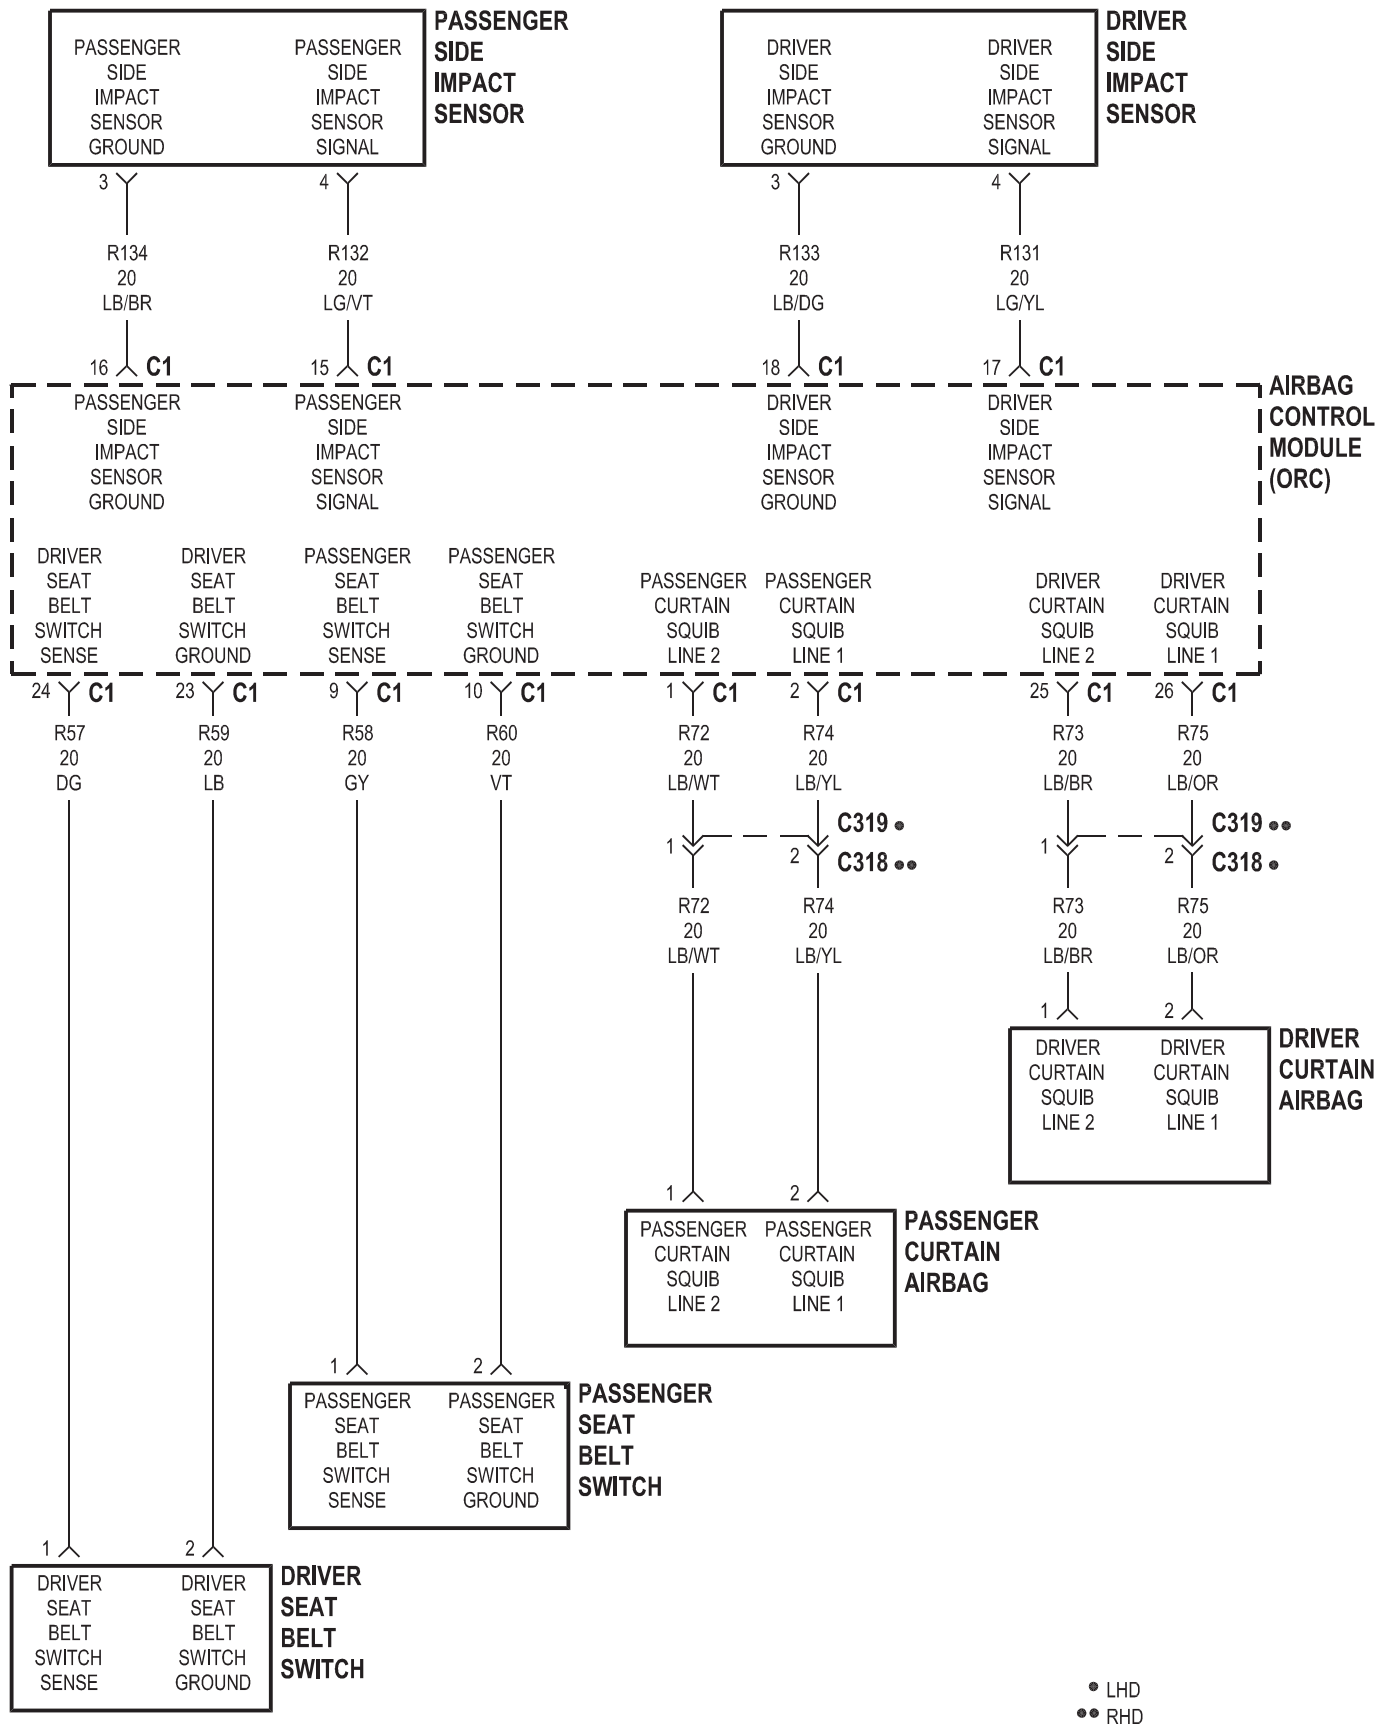 PASSENGER
SIDE
IMPACT
SENSOR
GROUND
PASSENGER
SIDE
IMPACT
SENSOR
SIGNAL
PASSENGER
SIDE
IMPACT
SENSOR
DRIVER
SIDE
IMPACT
SENSOR
GROUND
DRIVER
SIDE
IMPACT
SENSOR
SIGNAL
DRIVER
SIDE
IMPACT
SENSOR
3
4
3
4
R134
20
LB/BR
R132
20
LG/VT
R133
20
LB/DG
R131
20
LG/YL
16 C1
15 C1
18 C1
17 C1
AIRBAG
CONTROL
MODULE
(ORC)
PASSENGER
SIDE
IMPACT
SENSOR
GROUND
PASSENGER
SIDE
IMPACT
SENSOR
SIGNAL
DRIVER
SIDE
IMPACT
SENSOR
GROUND
DRIVER
SIDE
IMPACT
SENSOR
SIGNAL
DRIVER
SEAT
BELT
SWITCH
SENSE
DRIVER
SEAT
BELT
SWITCH
GROUND
PASSENGER
SEAT
BELT
SWITCH
SENSE
PASSENGER
SEAT
BELT
SWITCH
GROUND
PASSENGER
CURTAIN
SQUIB
LINE 2
PASSENGER
CURTAIN
SQUIB
LINE 1
DRIVER
CURTAIN
SQUIB
LINE 2
DRIVER
CURTAIN
SQUIB
LINE 1
24 C1
23 C1
9 C1
10 C1
1 C1
2 C1
25 C1
26 C1
R57
20
DG
R59
20
LB
R58
20
GY
R60
20
VT
R72
20
LB/WT
R74
20
LB/YL
R73
20
LB/BR
R75
20
LB/OR
C319 •
1
2
C318 ••
C319 ••
1
2
C318 •
R72
20
LB/WT
R74
20
LB/YL
R73
20
LB/BR
R75
20
LB/OR
1
2
DRIVER
CURTAIN
SQUIB
LINE 2
DRIVER
CURTAIN
SQUIB
LINE 1
DRIVER
CURTAIN
AIRBAG
1
2
PASSENGER
CURTAIN
SQUIB
LINE 2
PASSENGER
CURTAIN
SQUIB
LINE 1
PASSENGER
CURTAIN
AIRBAG
1
2
PASSENGER
SEAT
BELT
SWITCH
SENSE
PASSENGER
SEAT
BELT
SWITCH
GROUND
PASSENGER
SEAT
BELT
SWITCH
1
2
DRIVER
SEAT
BELT
SWITCH
SENSE
DRIVER
SEAT
BELT
SWITCH
GROUND
DRIVER
SEAT
BELT
SWITCH
• LHD
•• RHD